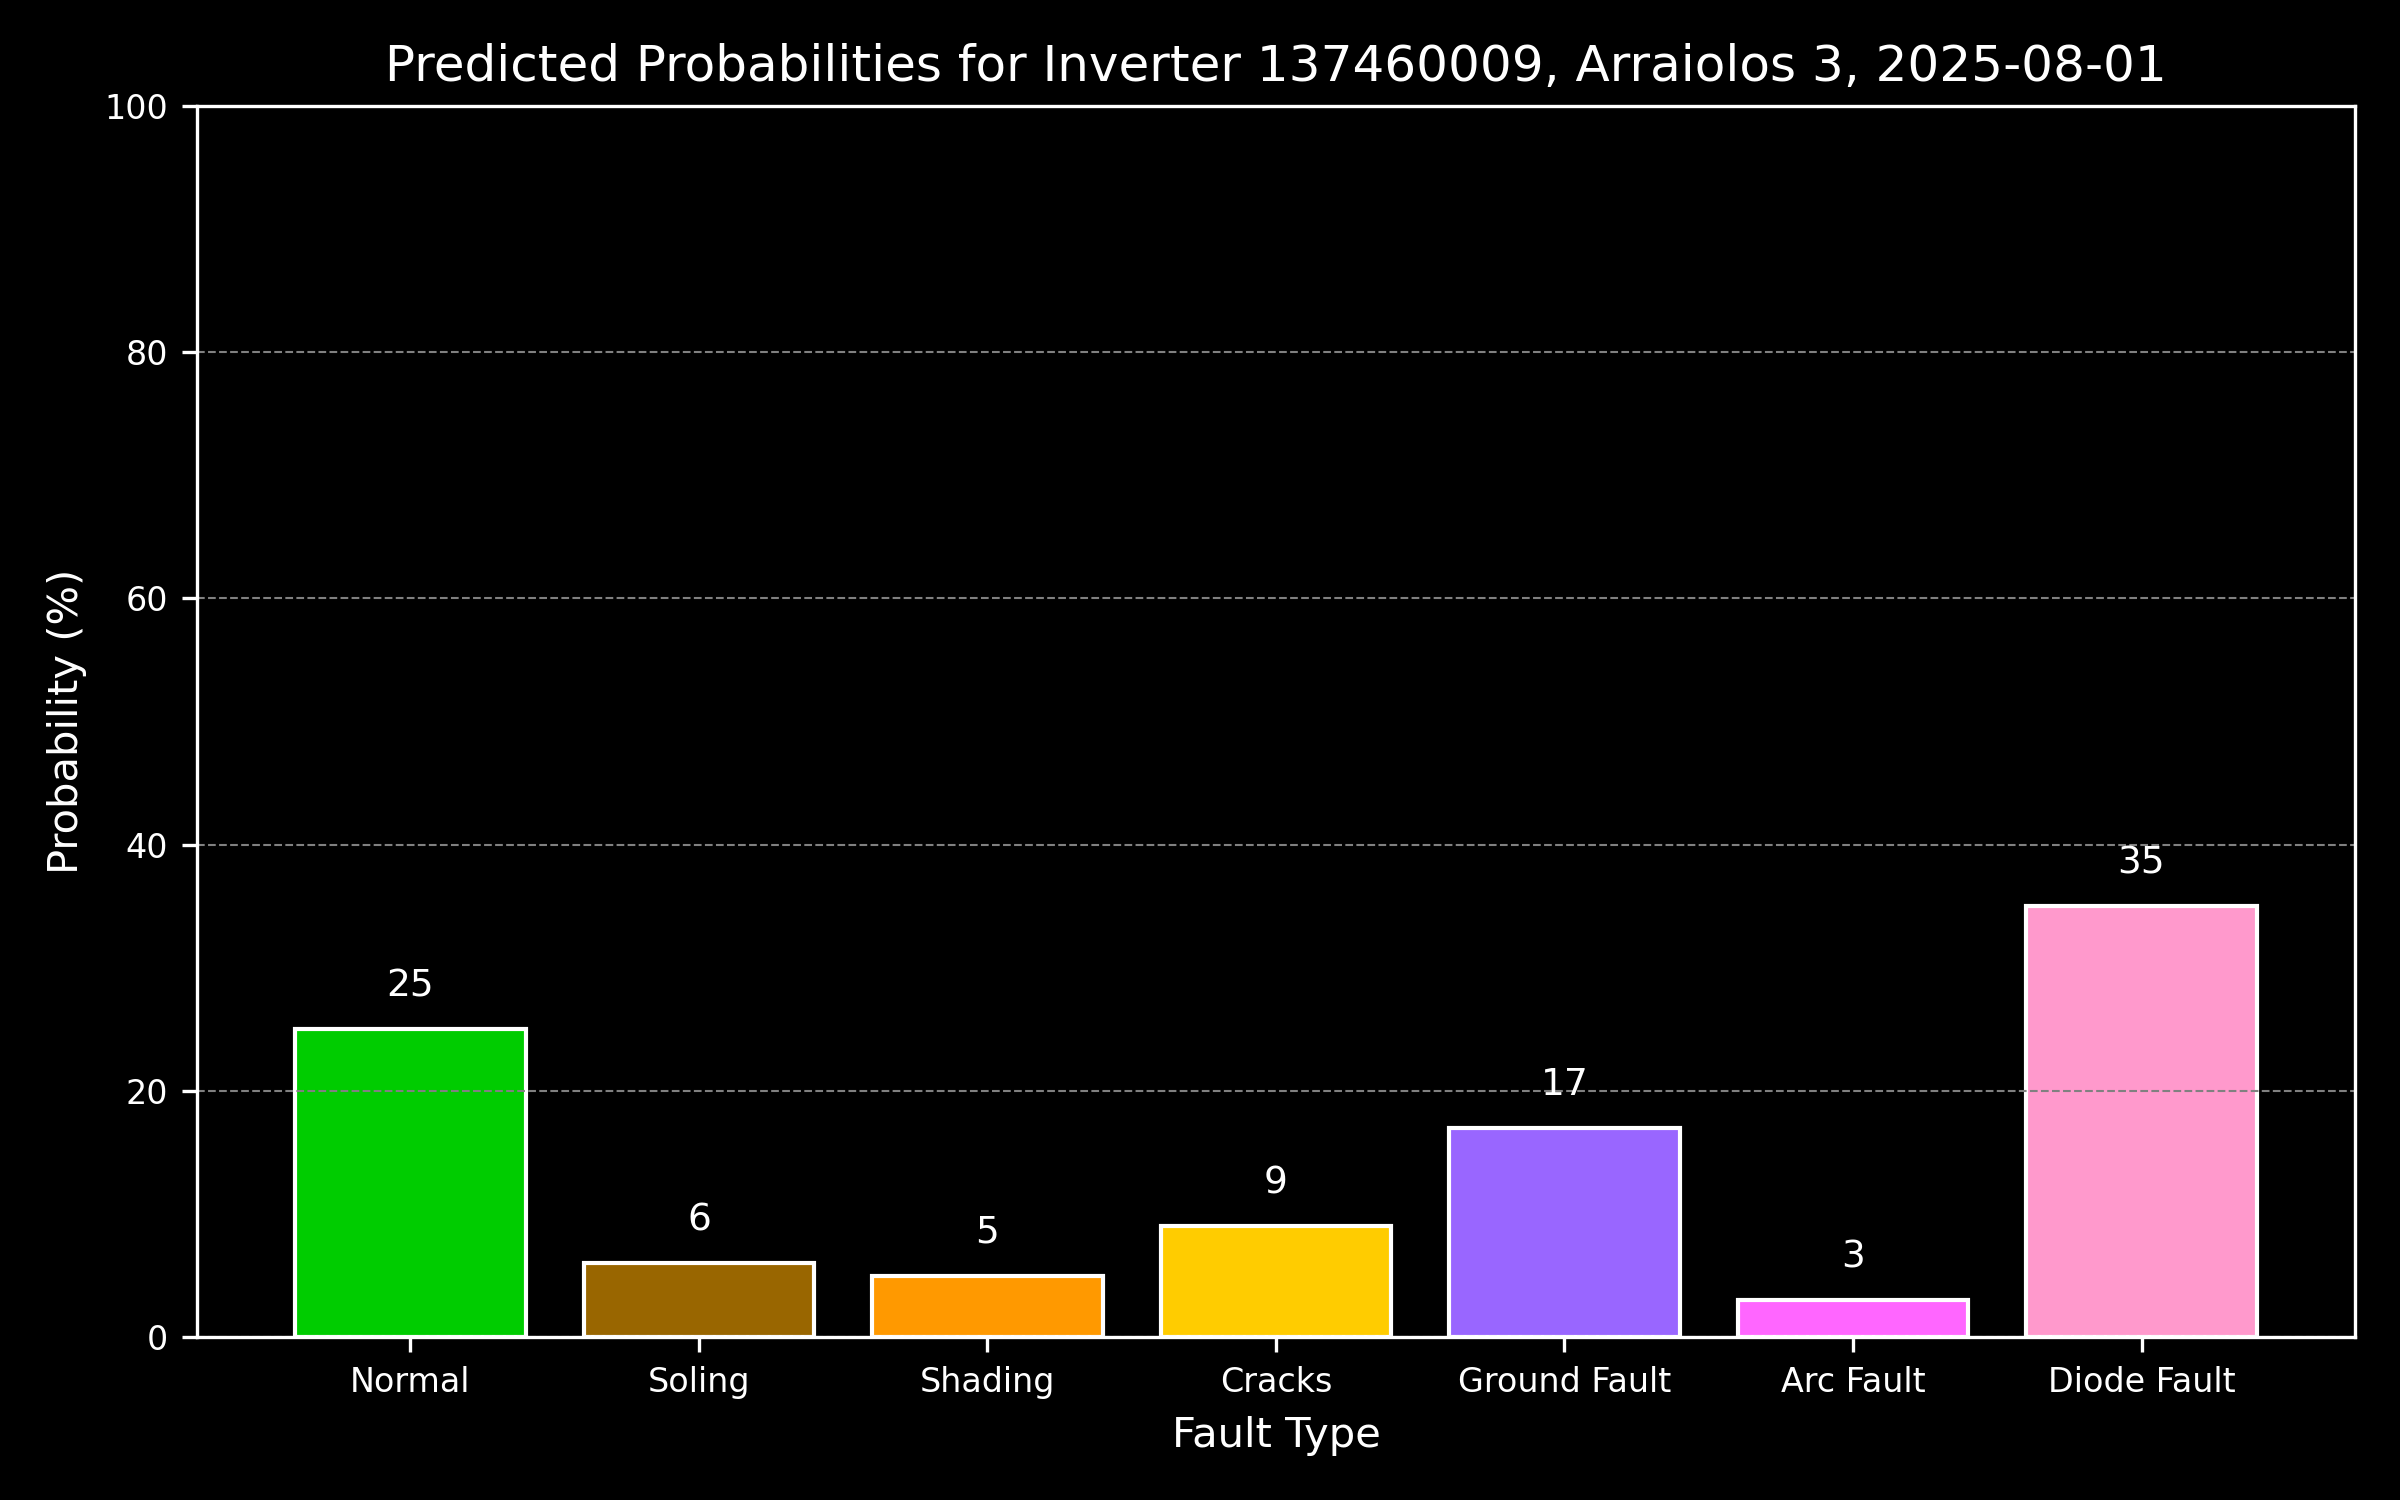 Predicted Probabilities for Inverter 137460009, Arraiolos 3, 2025-08-01
Probability (%)
100
80
60
40
20
0
25
6
5
9
17
3
35
Normal
Soling
Shading
Cracks
Ground Fault
Arc Fault
Diode Fault
Fault Type